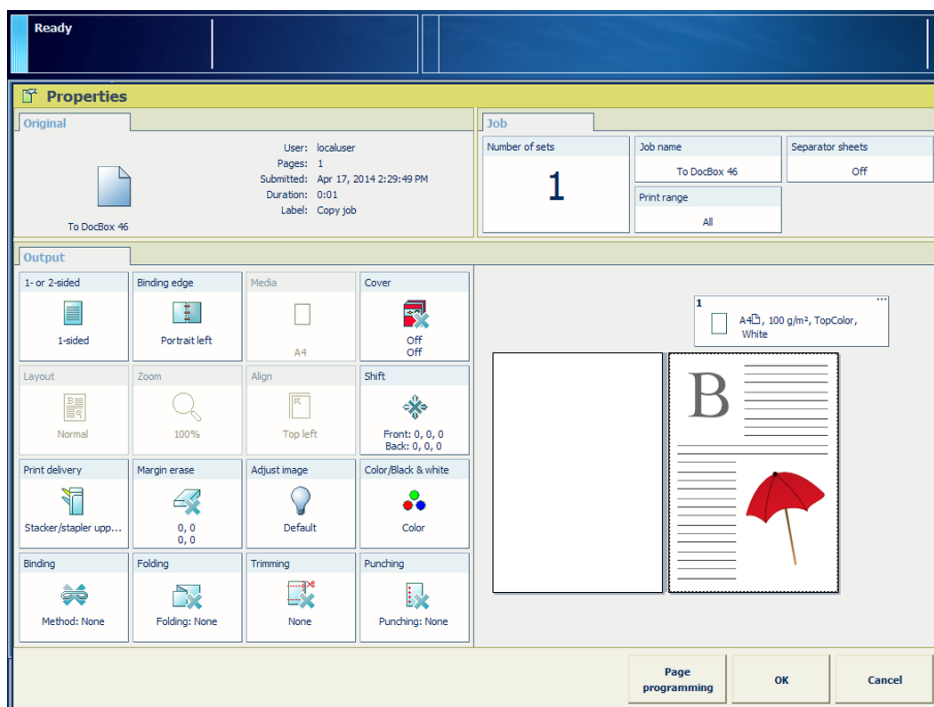 Ready
Properties
Original
User: localuser
Pages: 1
Submitted: Apr 17, 2014 2:29:49 PM
Duration: 0:01
Label: Copy job
To DocBox 46
Job
Number of sets
1
Job name
To DocBox 46
Separator sheets
Off
Print range
All
Output
1- or 2-sided
1-sided
Binding edge
Portrait left
Media
A4
Cover
Off
Off
Layout
Normal
Zoom
100%
Align
Top left
Shift
Front: 0, 0, 0
Back: 0, 0, 0
Print delivery
Stacker/stapler upp...
Margin erase
0, 0
0, 0
Adjust image
Default
Color/Black & white
Color
Binding
Method: None
Folding
Folding: None
Trimming
None
Punching
Punching: None
1
A4, 100 g/m², TopColor,
White
B
Page
programming
OK
Cancel